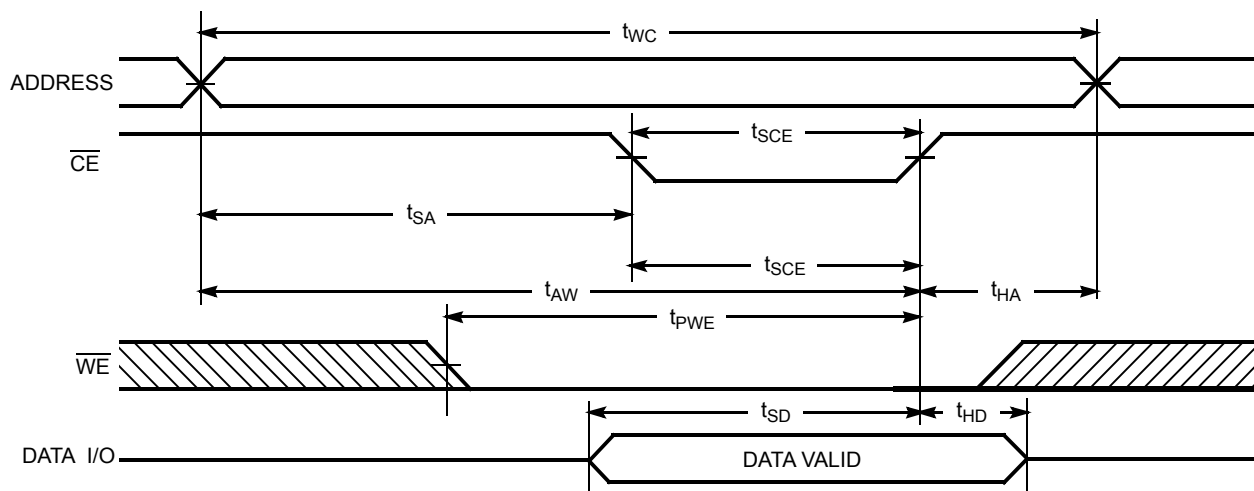 tWC
ADDRESS
tSCE
CE
tSA
tSCE
tAW
tHA
tPWE
WE
tSD
tHD
DATA I/O
DATA VALID